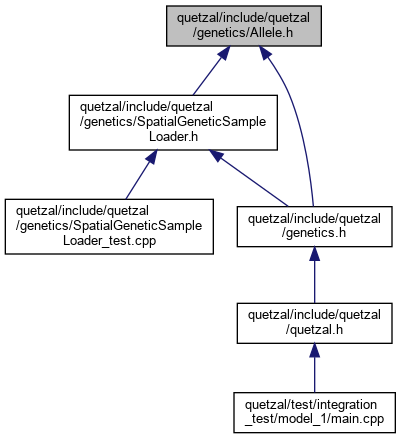 quetzal/include/quetzal
/genetics/Allele.h
quetzal/include/quetzal
/genetics/SpatialGeneticSample
Loader.h
quetzal/include/quetzal
/genetics/SpatialGeneticSample
Loader_test.cpp
quetzal/include/quetzal
/genetics.h
quetzal/include/quetzal
/quetzal.h
quetzal/test/integration
_test/model_1/main.cpp